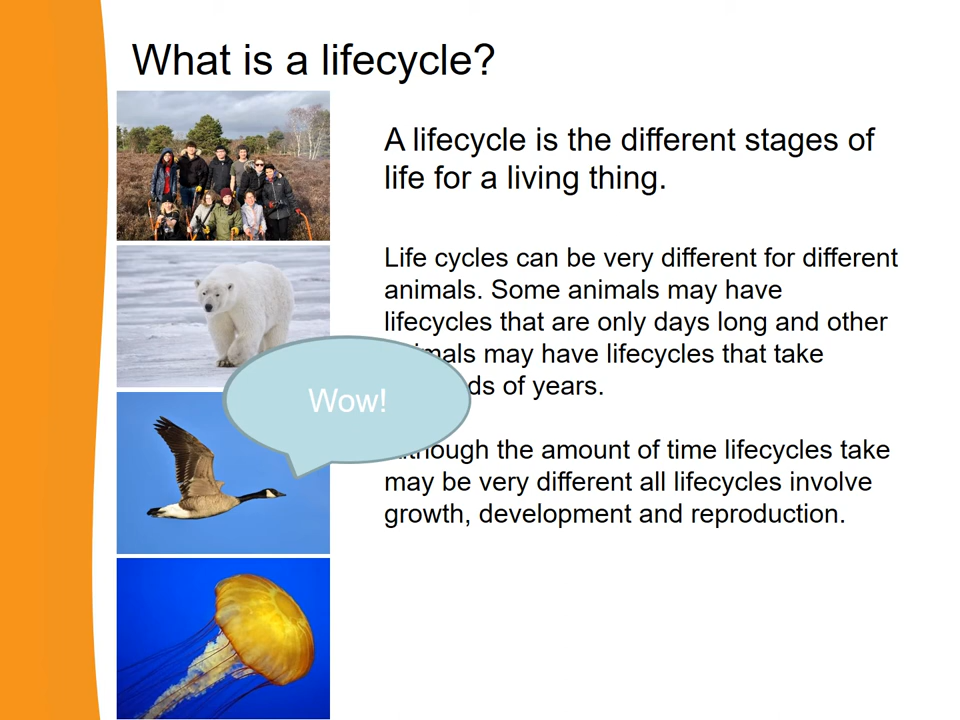 What is a lifecycle?
A lifecycle is the different stages of
life for a living thing.
Life cycles can be very different for different
animals. Some animals may have
lifecycles that are only days long and other
may have lifecycles that take
of years.
the amount of time lifecycles take
may be very different all lifecycles involve
growth, development and reproduction.
Wow!